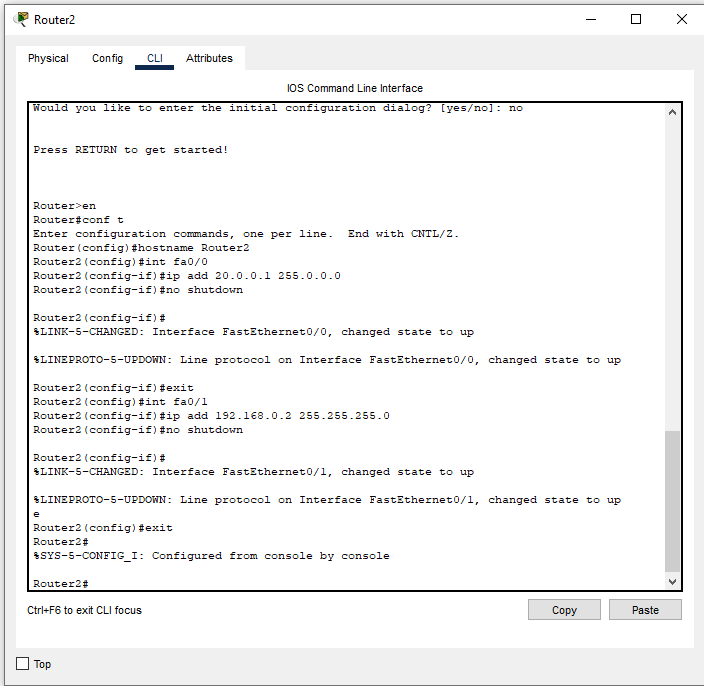 Router2
Physical Config CLI Attributes
IOS Command Line Interface
Would you like to enter the initial configuration dialog? [yes/no]: no
Press RETURN to get started!
Router>en
Router#conf t
Enter configuration commands, one per line.  End with CNTL/Z.
Router(config)#hostname Router2
Router2(config)#int fa0/0
Router2(config-if)#ip add 20.0.0.1 255.0.0.0
Router2(config-if)#no shutdown
Router2(config-if)#
%LINK-5-CHANGED: Interface FastEthernet0/0, changed state to up
%LINEPROTO-5-UPDOWN: Line protocol on Interface FastEthernet0/0, changed state to up
Router2(config-if)#exit
Router2(config)#int fa0/1
Router2(config-if)#ip add 192.168.0.2 255.255.255.0
Router2(config-if)#no shutdown
Router2(config-if)#
%LINK-5-CHANGED: Interface FastEthernet0/1, changed state to up
%LINEPROTO-5-UPDOWN: Line protocol on Interface FastEthernet0/1, changed state to up
e
Router2(config)#exit
Router2#
%SYS-5-CONFIG_I: Configured from console by console
Router2#
Ctrl+F6 to exit CLI focus
Copy Paste
Top